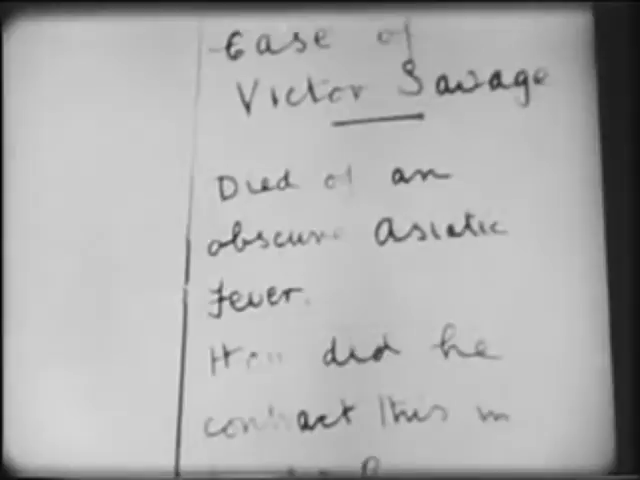 Case of
Victor Savage
Died of an
obscure Asiatic
Fever.
How did he
contract this in